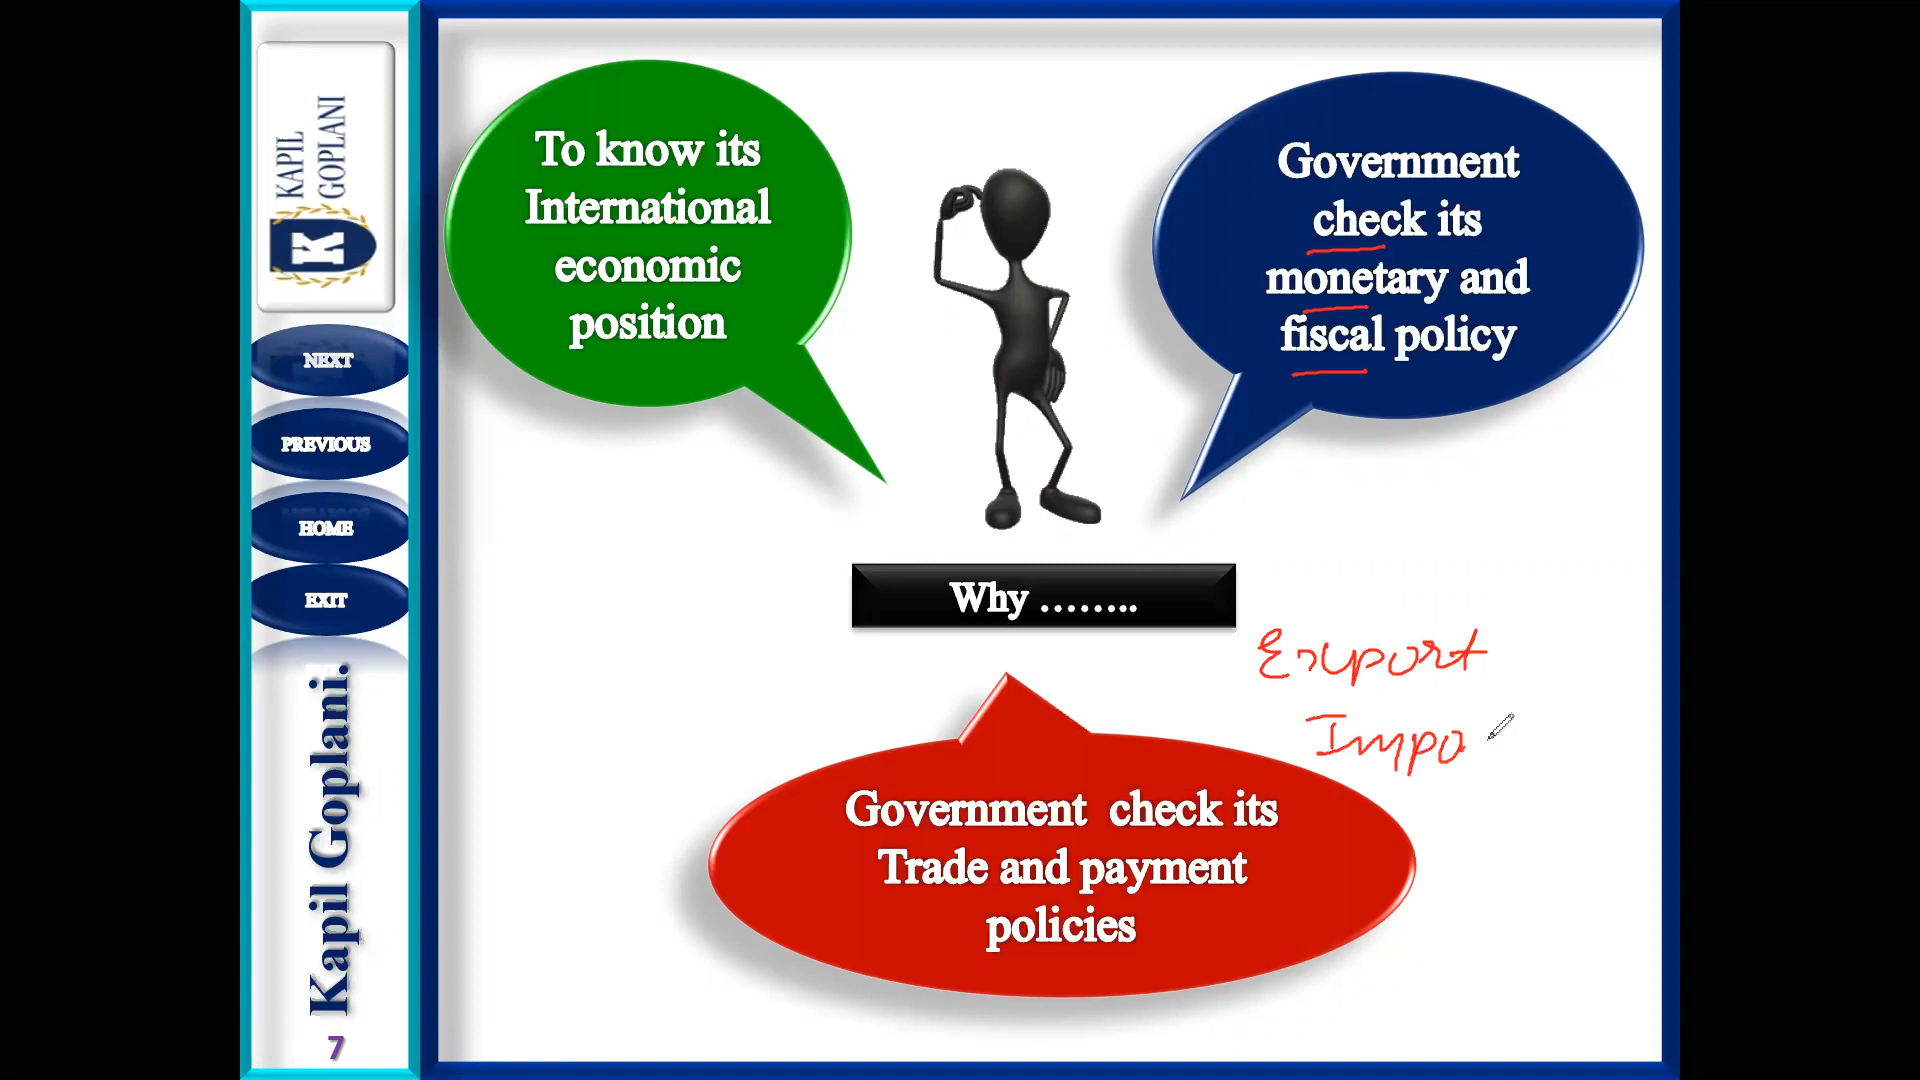 KAPIL
GOPLANI
K
NEXT
PREVIOUS
HOME
EXIT
Kapil Goplani.
7
To know its
International
economic
position
Government
check its
monetary and
fiscal policy
Why ........
Export
Impo
Government check its
Trade and payment
policies